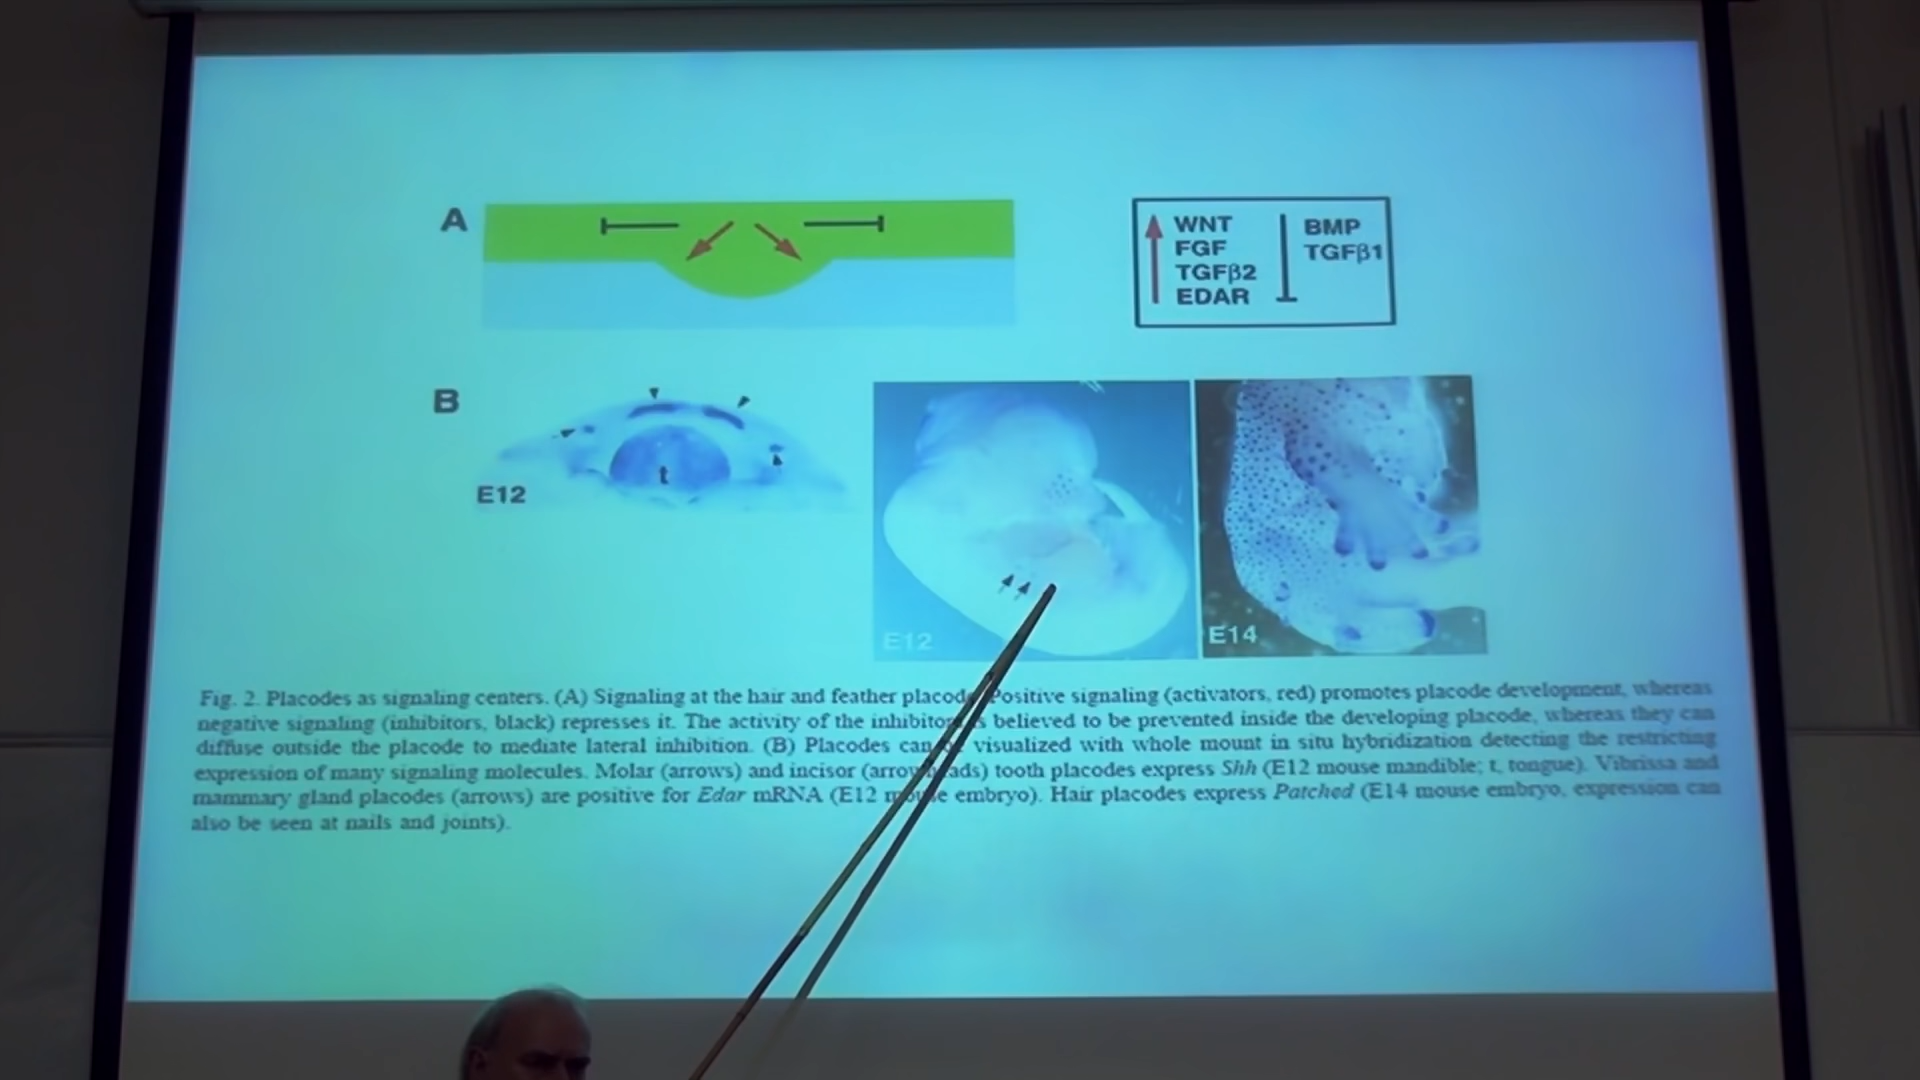 A
WNT
FGF
TGFβ2
EDAR
BMP
TGFβ1
B
t
E12
E12
E14
Fig. 2. Placodes as signaling centers. (A) Signaling at the hair and feather placode. Positive signaling (activators, red) promotes placode development, whereas
negative signaling (inhibitors, black) represses it. The activity of the inhibitors is believed to be prevented inside the developing placode, whereas they can
diffuse outside the placode to mediate lateral inhibition. (B) Placodes can be visualized with whole mount in situ hybridization detecting the restricting
expression of many signaling molecules. Molar (arrows) and incisor (arrowheads) tooth placodes express Shh (E12 mouse mandible; t, tongue). Vibrissa and
mammary gland placodes (arrows) are positive for Edar mRNA (E12 mouse embryo). Hair placodes express Patched (E14 mouse embryo, expression can
also be seen at nails and joints).